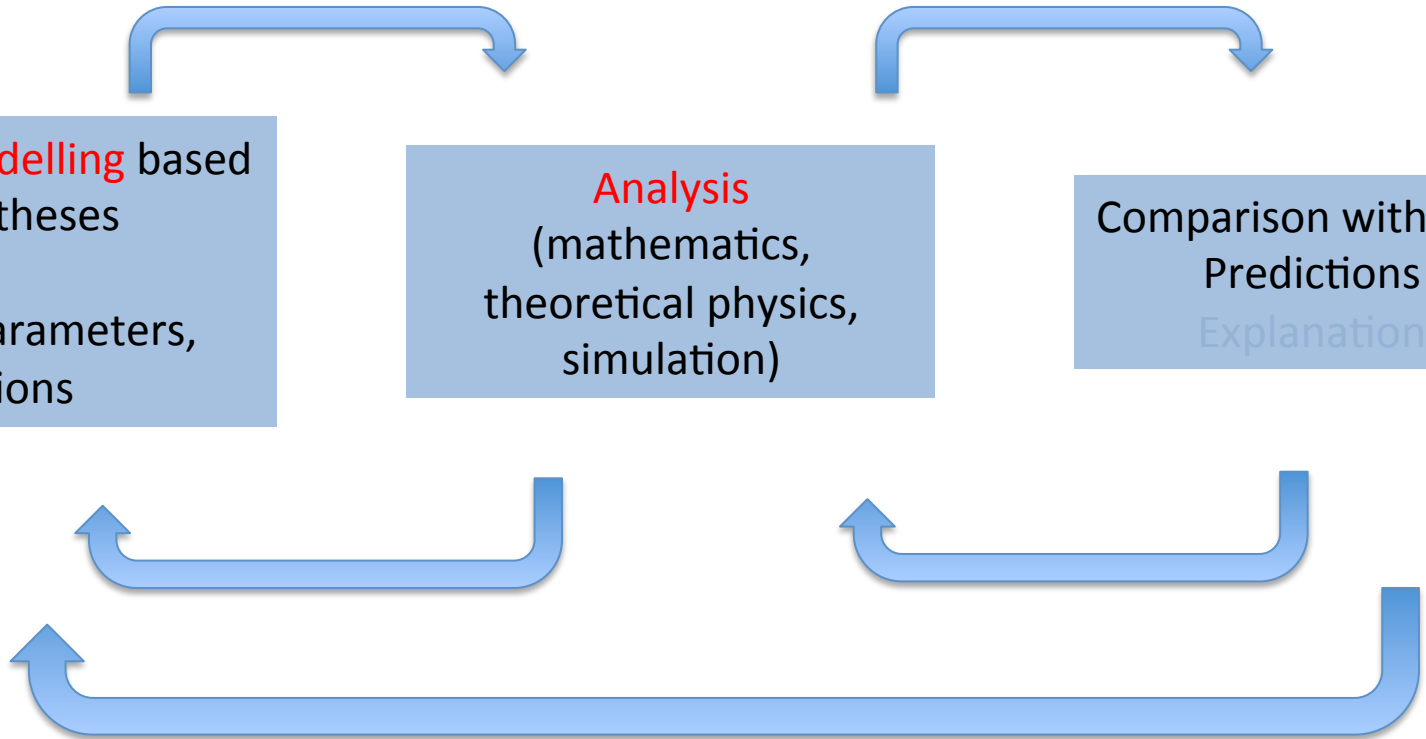 delling based
theses
arameters,
ions
Analysis
(mathematics,
theoretical physics,
simulation)
Comparison with
Predictions
Explanation